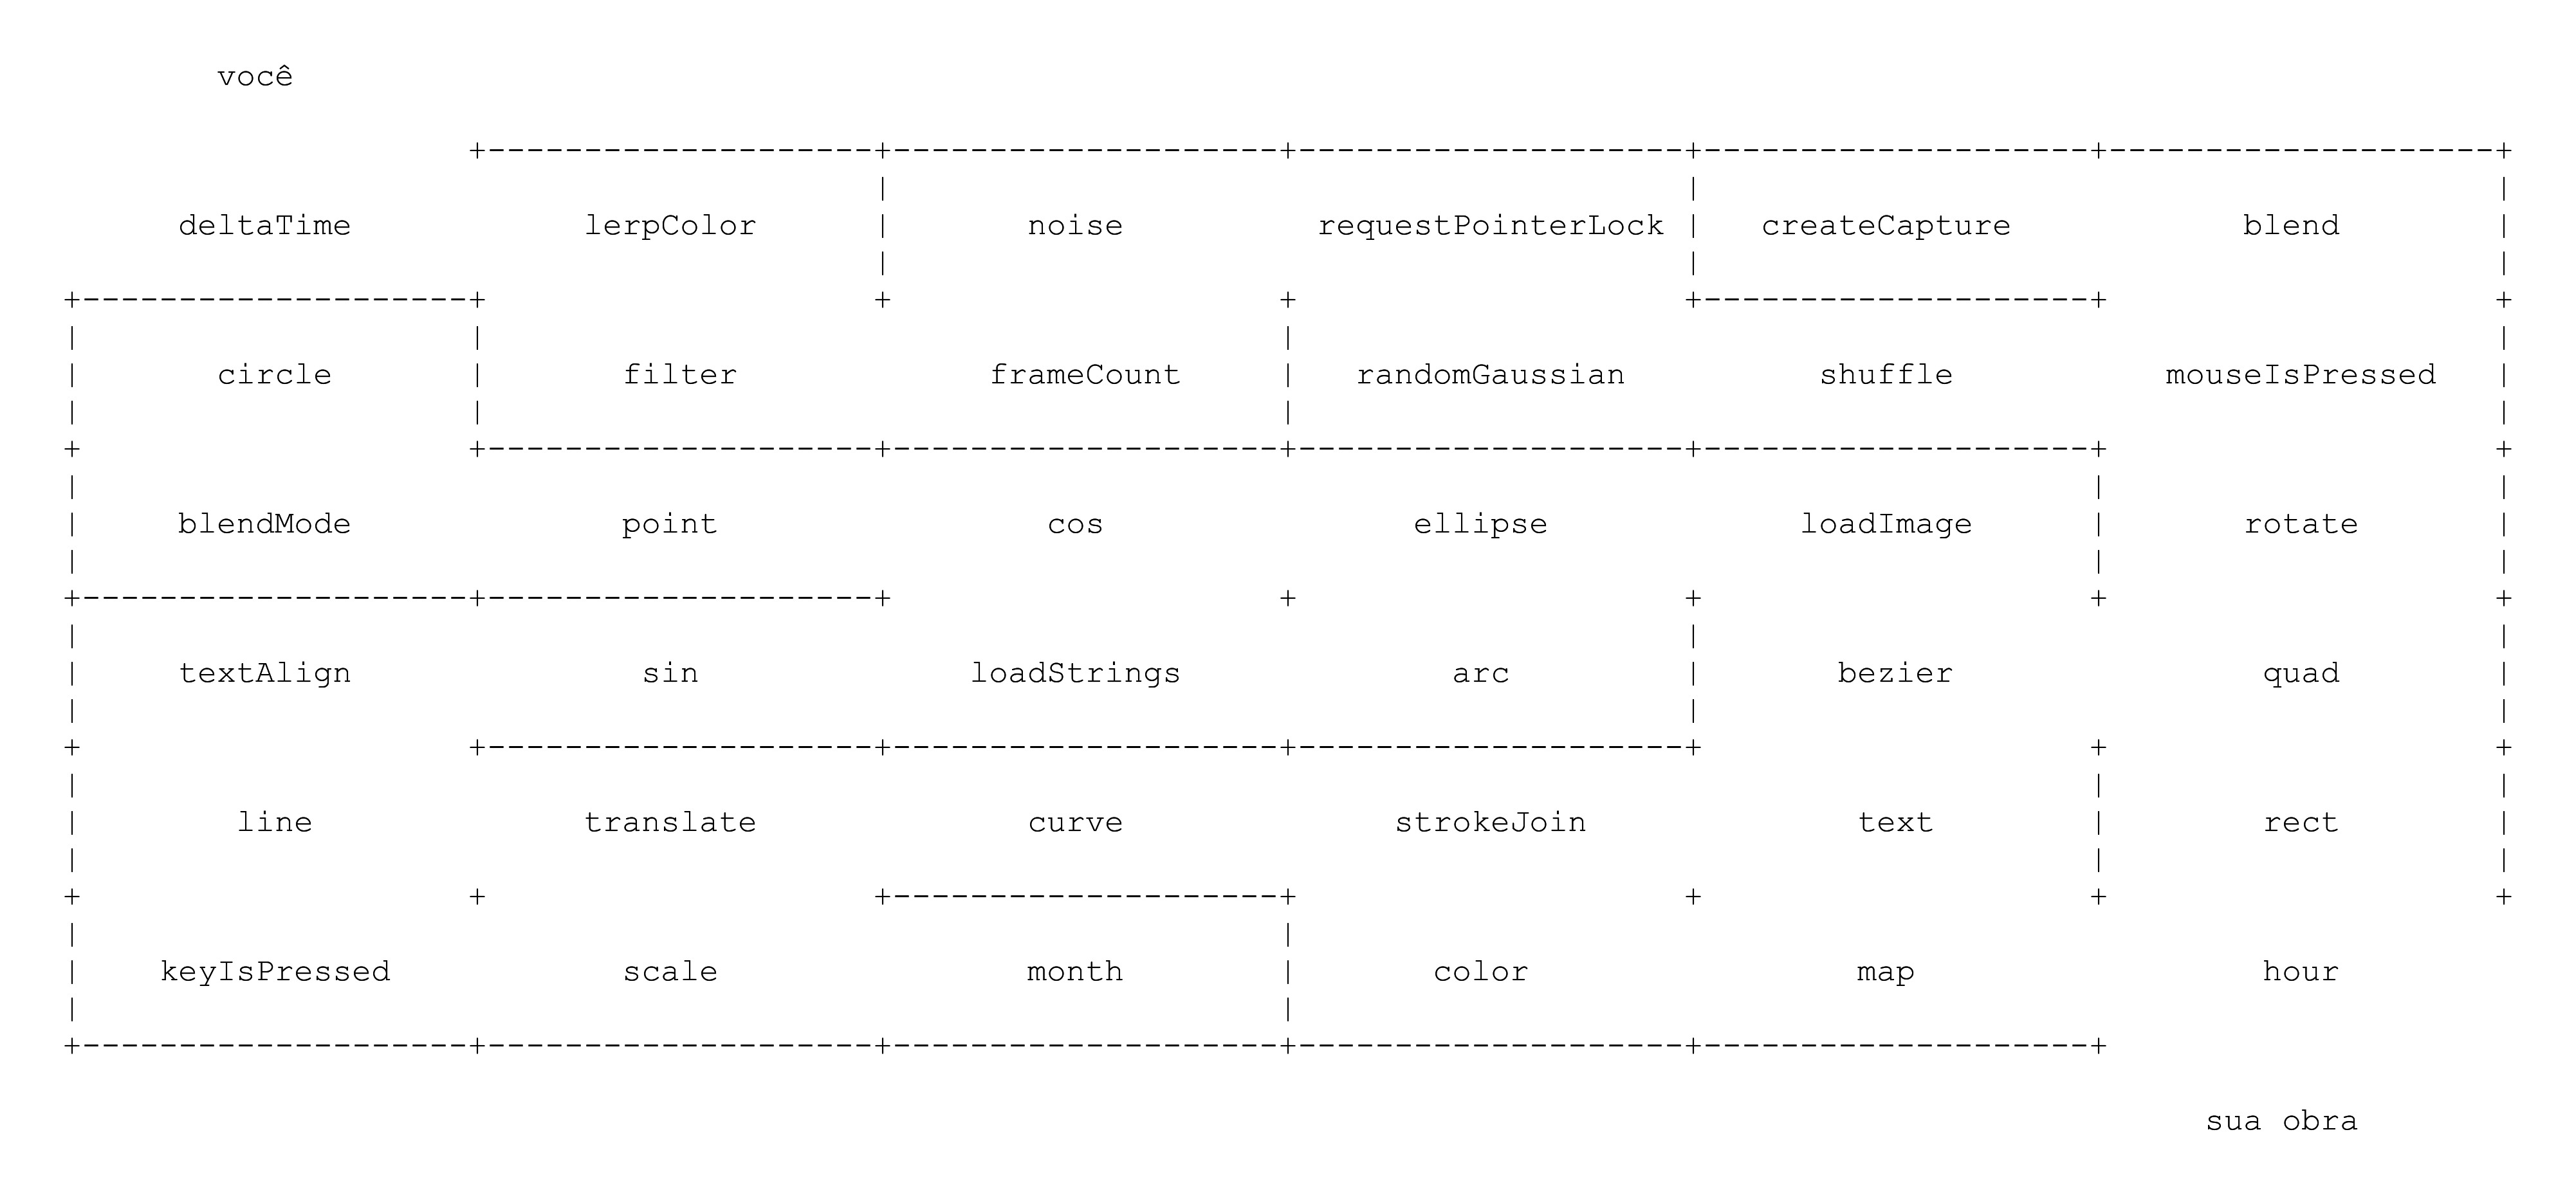 você
deltaTime lerpColor noise requestPointerLock createCapture blend
circle filter frameCount randomGaussian shuffle mouseIsPressed
blendMode point cos ellipse loadImage rotate
textAlign sin loadStrings arc bezier quad
line translate curve strokeJoin text rect
keyIsPressed scale month color map hour
sua obra